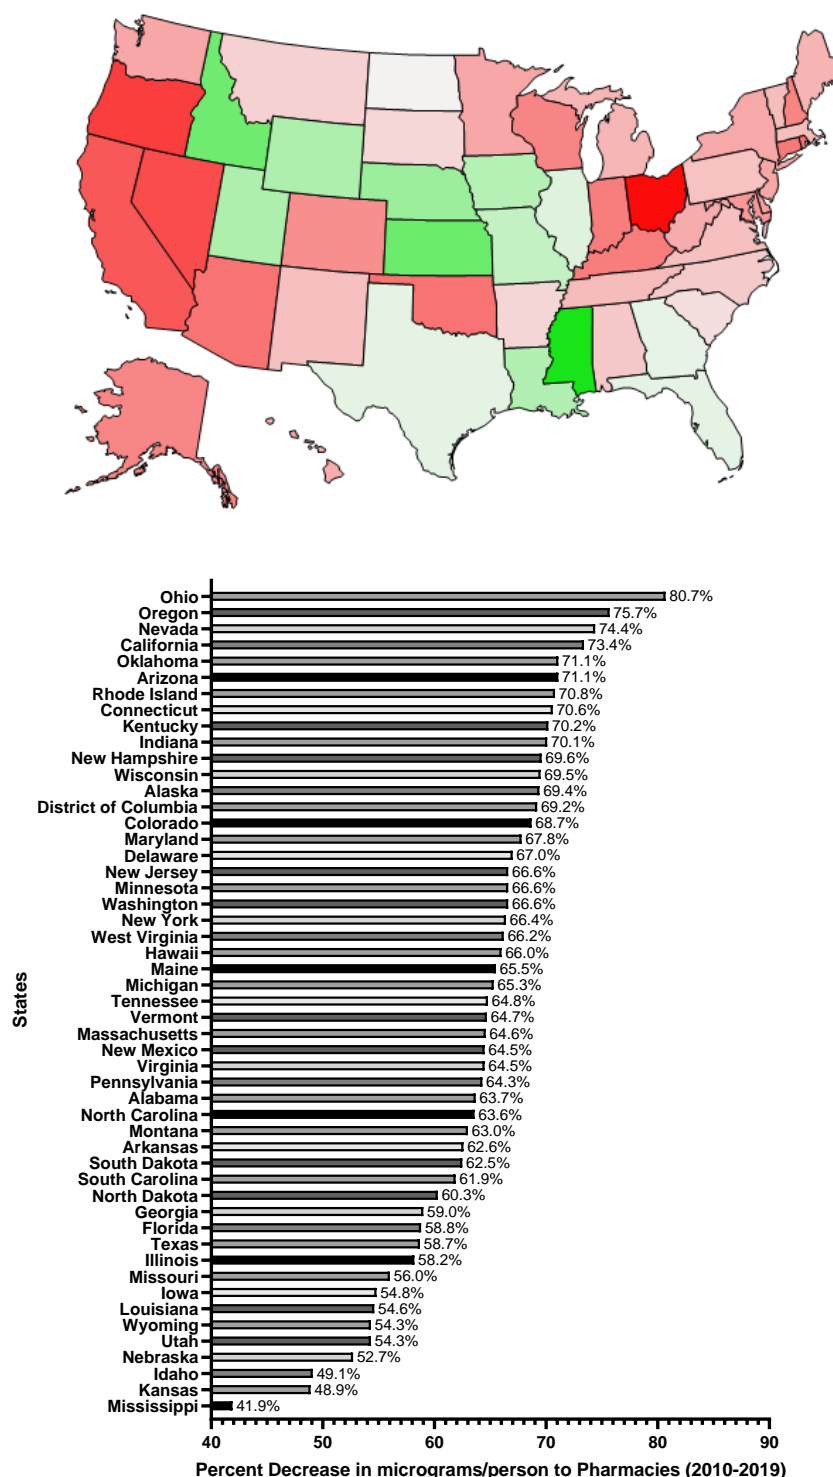 Ohio 80.7%
Oregon 75.7%
Nevada 74.4%
California 73.4%
Oklahoma 71.1%
Arizona 71.1%
Rhode Island 70.8%
Connecticut 70.6%
Kentucky 70.2%
Indiana 70.1%
New Hampshire 69.6%
Wisconsin 69.5%
Alaska 69.4%
District of Columbia 69.2%
Colorado 68.7%
Maryland 67.8%
Delaware 67.0%
New Jersey 66.6%
Minnesota 66.6%
Washington 66.6%
New York 66.4%
West Virginia 66.2%
Hawaii 66.0%
Maine 65.5%
Michigan 65.3%
Tennessee 64.8%
Vermont 64.7%
Massachusetts 64.6%
New Mexico 64.5%
Virginia 64.5%
Pennsylvania 64.3%
Alabama 63.7%
North Carolina 63.6%
Montana 63.0%
Arkansas 62.6%
South Dakota 62.5%
South Carolina 61.9%
North Dakota 60.3%
Georgia 59.0%
Florida 58.8%
Texas 58.7%
Illinois 58.2%
Missouri 56.0%
Iowa 54.8%
Louisiana 54.6%
Wyoming 54.3%
Utah 54.3%
Nebraska 52.7%
Idaho 49.1%
Kansas 48.9%
Mississippi 41.9%
States
40 50 60 70 80 90
Percent Decrease in micrograms/person to Pharmacies (2010-2019)